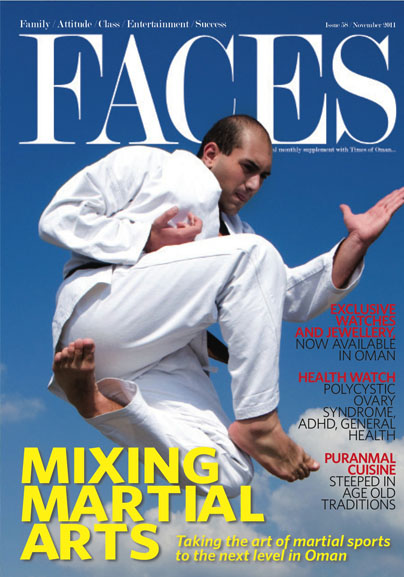 Family / Attitude / Class / Entertainment / Success
Issue 58 / November 2011
FACES
monthly supplement with Times of Oman...
EXCLUSIVE
WATCHES
AND JEWELLERY,
NOW AVAILABLE
IN OMAN
HEALTH WATCH
POLYCYSTIC
OVARY
SYNDROME,
ADHD, GENERAL
HEALTH
PURANMAL
CUISINE
STEEPED IN
AGE OLD
TRADITIONS
MIXING
MARTIAL
ARTS
Taking the art of martial sports
to the next level in Oman